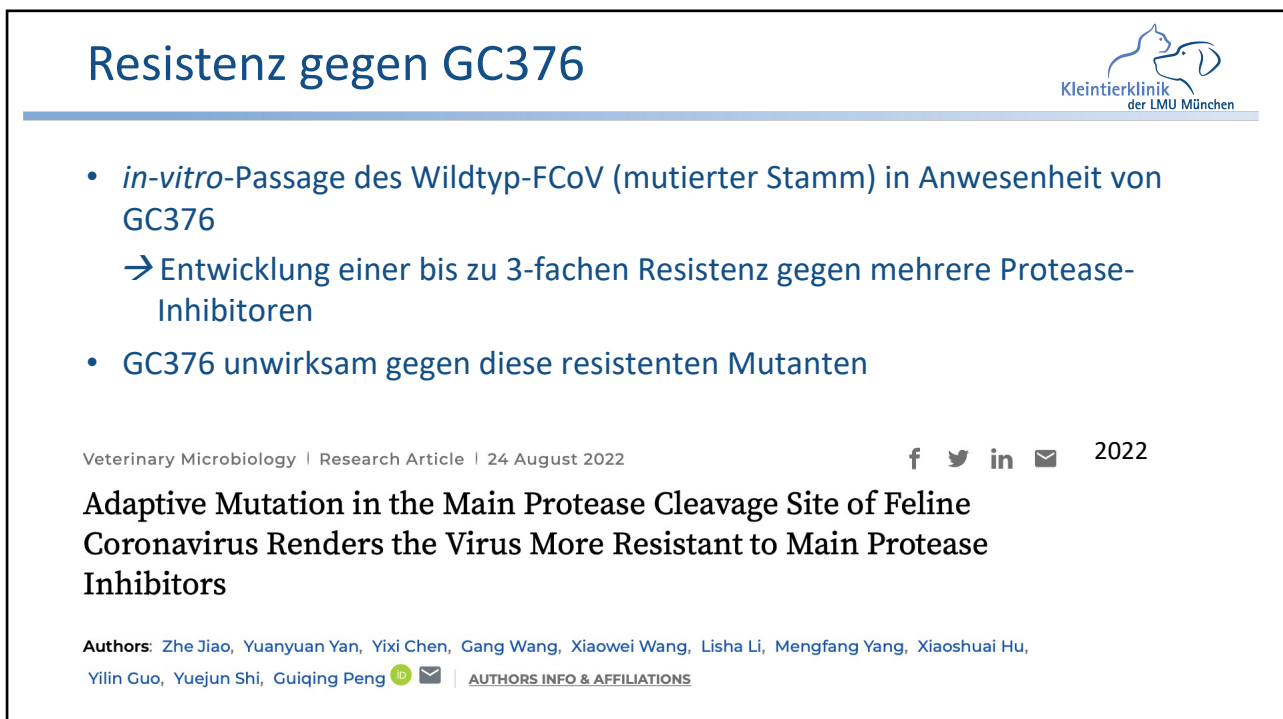 Resistenz gegen GC376
Kleintierklinik
der LMU München
• in-vitro-Passage des Wildtyp-FCoV (mutierter Stamm) in Anwesenheit von
GC376
→ Entwicklung einer bis zu 3-fachen Resistenz gegen mehrere Protease-
Inhibitoren
• GC376 unwirksam gegen diese resistenten Mutanten
Veterinary Microbiology | Research Article | 24 August 2022
2022
Adaptive Mutation in the Main Protease Cleavage Site of Feline
Coronavirus Renders the Virus More Resistant to Main Protease
Inhibitors
Authors: Zhe Jiao, Yuanyuan Yan, Yixi Chen, Gang Wang, Xiaowei Wang, Lisha Li, Mengfang Yang, Xiaoshuai Hu,
Yilin Guo, Yuejun Shi, Guiqing Peng iD | AUTHORS INFO & AFFILIATIONS